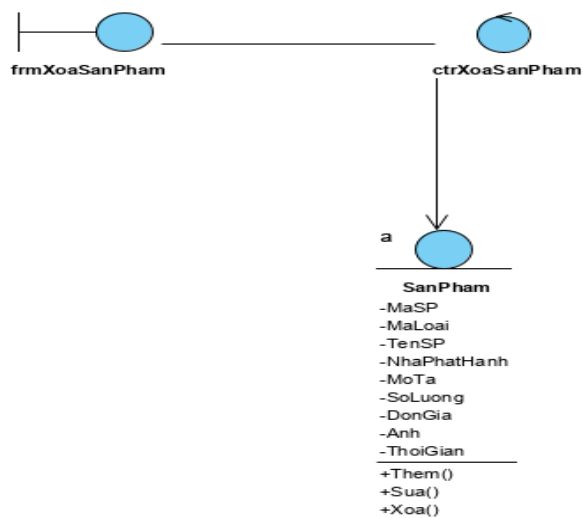 frmXoaSanPham
ctrXoaSanPham
a
SanPham
-MaSP
-MaLoai
-TenSP
-NhaPhatHanh
-MoTa
-SoLuong
-DonGia
-Anh
-ThoiGian
+Them()
+Sua()
+Xoa()